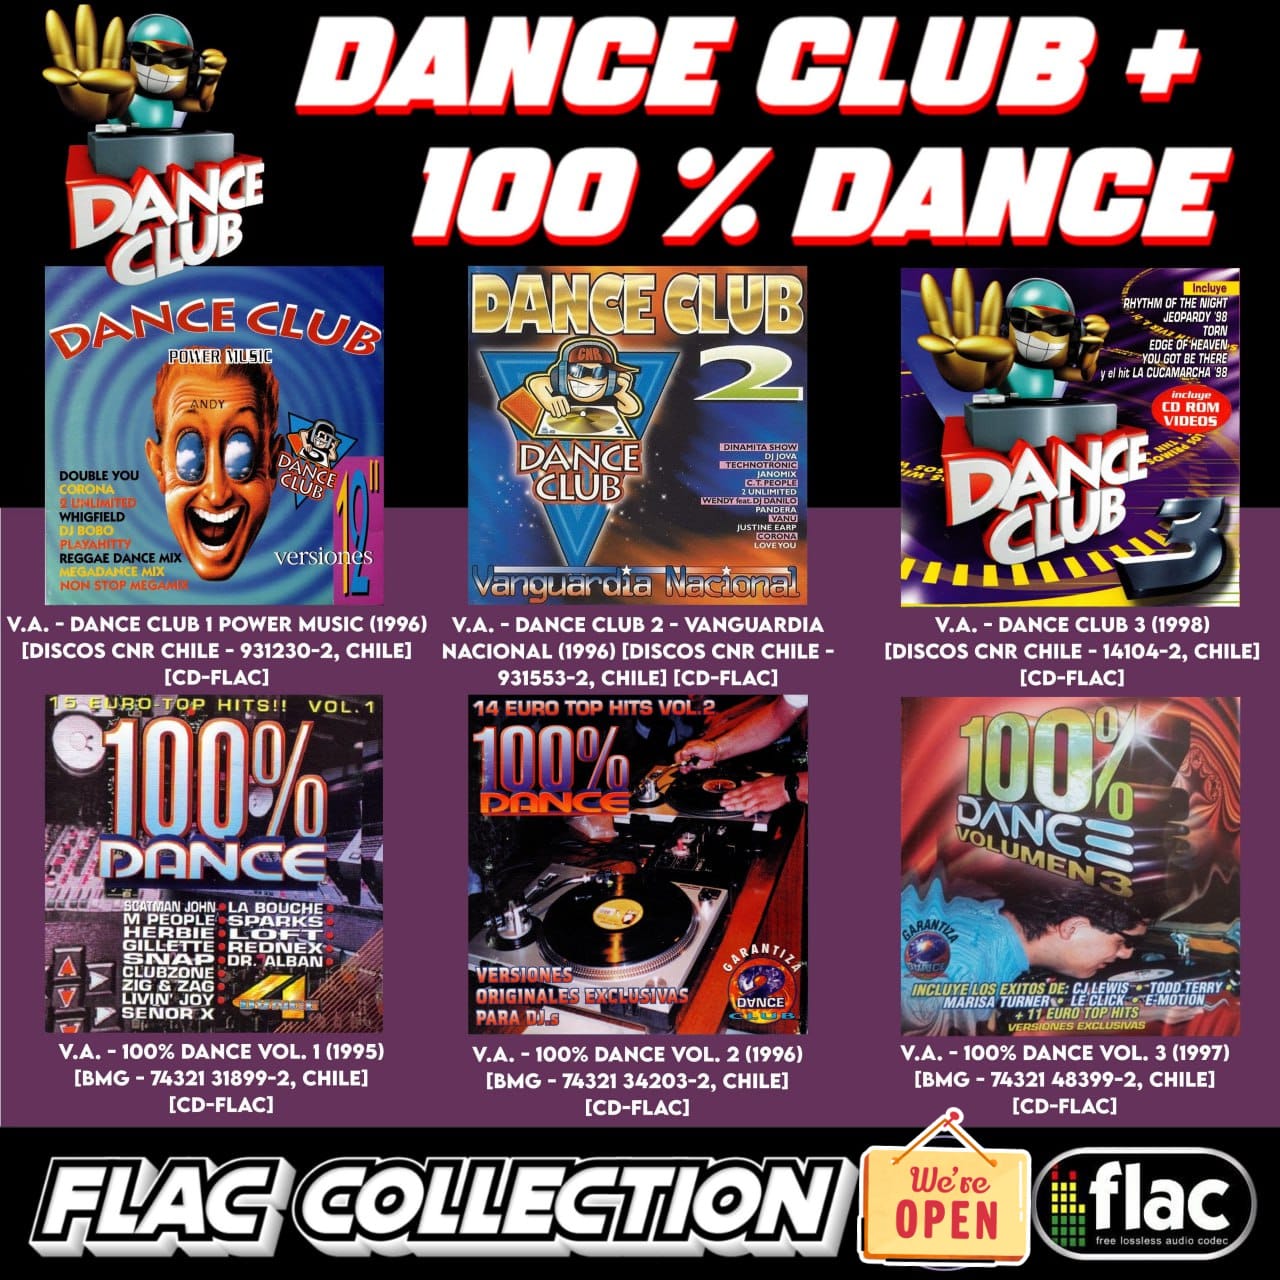 DANCE CLUB +
100 % DANCE
DANCE
CLUB
DANCE CLUB
POWER MUSIC
ANDY
DANCE
CLUB
DOUBLE YOU
CORONA
2 UNLIMITED
WHIGFIELD
DJ BOBO
PLAYAHITTY
REGGAE DANCE MIX
MEGADANCE MIX
NON STOP MEGAMIX
12"
versiones
DANCE CLUB
2
CNR
DANCE
CLUB
DINAMITA SHOW
DJ JOVA
TECHNOTRONIC
JANOMIX
C.T. PEOPLE
2 UNLIMITED
WENDY feat. DJ DANILO
PANDERA
VANU
JUSTINE EARP
CORONA
LOVE YOU
Vanguardia Nacional
Incluye
RHYTHM OF THE NIGHT
JEOPARDY '98
TORN
EDGE OF HEAVEN
YOU GOT BE THERE
y el hit LA CUCAMARCHA '98
incluye
CD ROM
VIDEOS
DANCE
CLUB
3
V.A. - DANCE CLUB 1 POWER MUSIC (1996)
[DISCOS CNR CHILE - 931230-2, CHILE]
[CD-FLAC]
V.A. - DANCE CLUB 2 - VANGUARDIA
NACIONAL (1996) [DISCOS CNR CHILE -
931553-2, CHILE] [CD-FLAC]
V.A. - DANCE CLUB 3 (1998)
[DISCOS CNR CHILE - 14104-2, CHILE]
[CD-FLAC]
15 EURO-TOP HITS!! VOL.1
100%
DANCE
SCATMAN JOHN
M PEOPLE
HERBIE
GILLETTE
SNAP
CLUBZONE
ZIG & ZAG
LIVIN' JOY
SENOR X
LA BOUCHE
SPARKS
LOFT
REDNEX
DR. ALBAN
14 EURO TOP HITS VOL.2
100%
DANCE
VERSIONES
ORIGINALES EXCLUSIVAS
PARA DJ.s
GARANTIZA
DANCE
CLUB
100%
DANCE
VOLUMEN 3
GARANTIZA
DANCE
INCLUYE LOS EXITOS DE: CJ LEWIS • TODD TERRY •
MARISA TURNER • LE CLICK • E-MOTION
+ 11 EURO TOP HITS
VERSIONES EXCLUSIVAS
V.A. - 100% DANCE VOL. 1 (1995)
[BMG - 74321 31899-2, CHILE]
[CD-FLAC]
V.A. - 100% DANCE VOL. 2 (1996)
[BMG - 74321 34203-2, CHILE]
[CD-FLAC]
V.A. - 100% DANCE VOL. 3 (1997)
[BMG - 74321 48399-2, CHILE]
[CD-FLAC]
FLAC COLLECTION
We're
OPEN
flac
free lossless audio codec